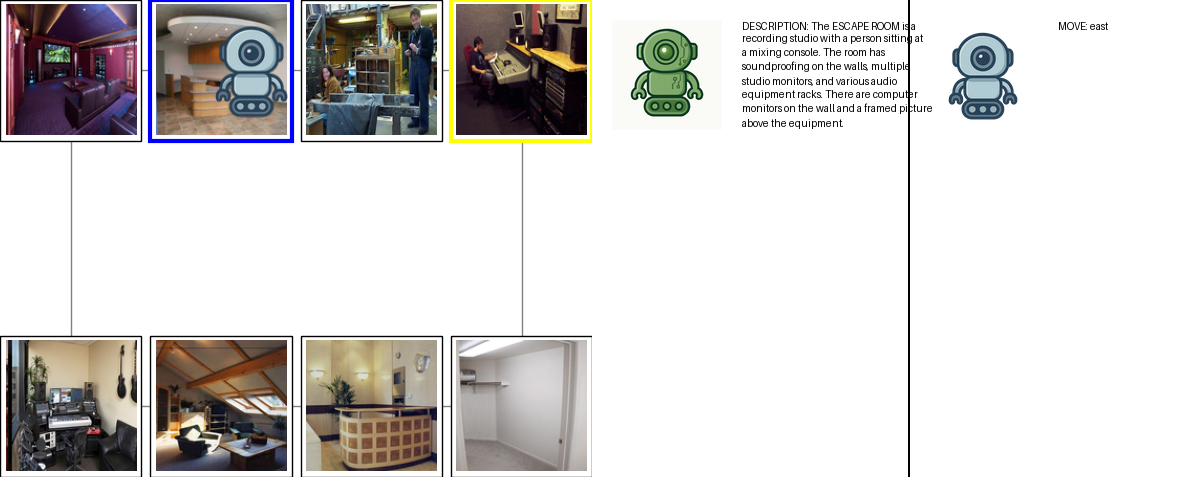 DESCRIPTION: The ESCAPE ROOM is a
recording studio with a person sitting at
a mixing console. The room has
soundproofing on the walls, multiple
studio monitors, and various audio
equipment racks. There are computer
monitors on the wall and a framed picture
above the equipment.
MOVE: east